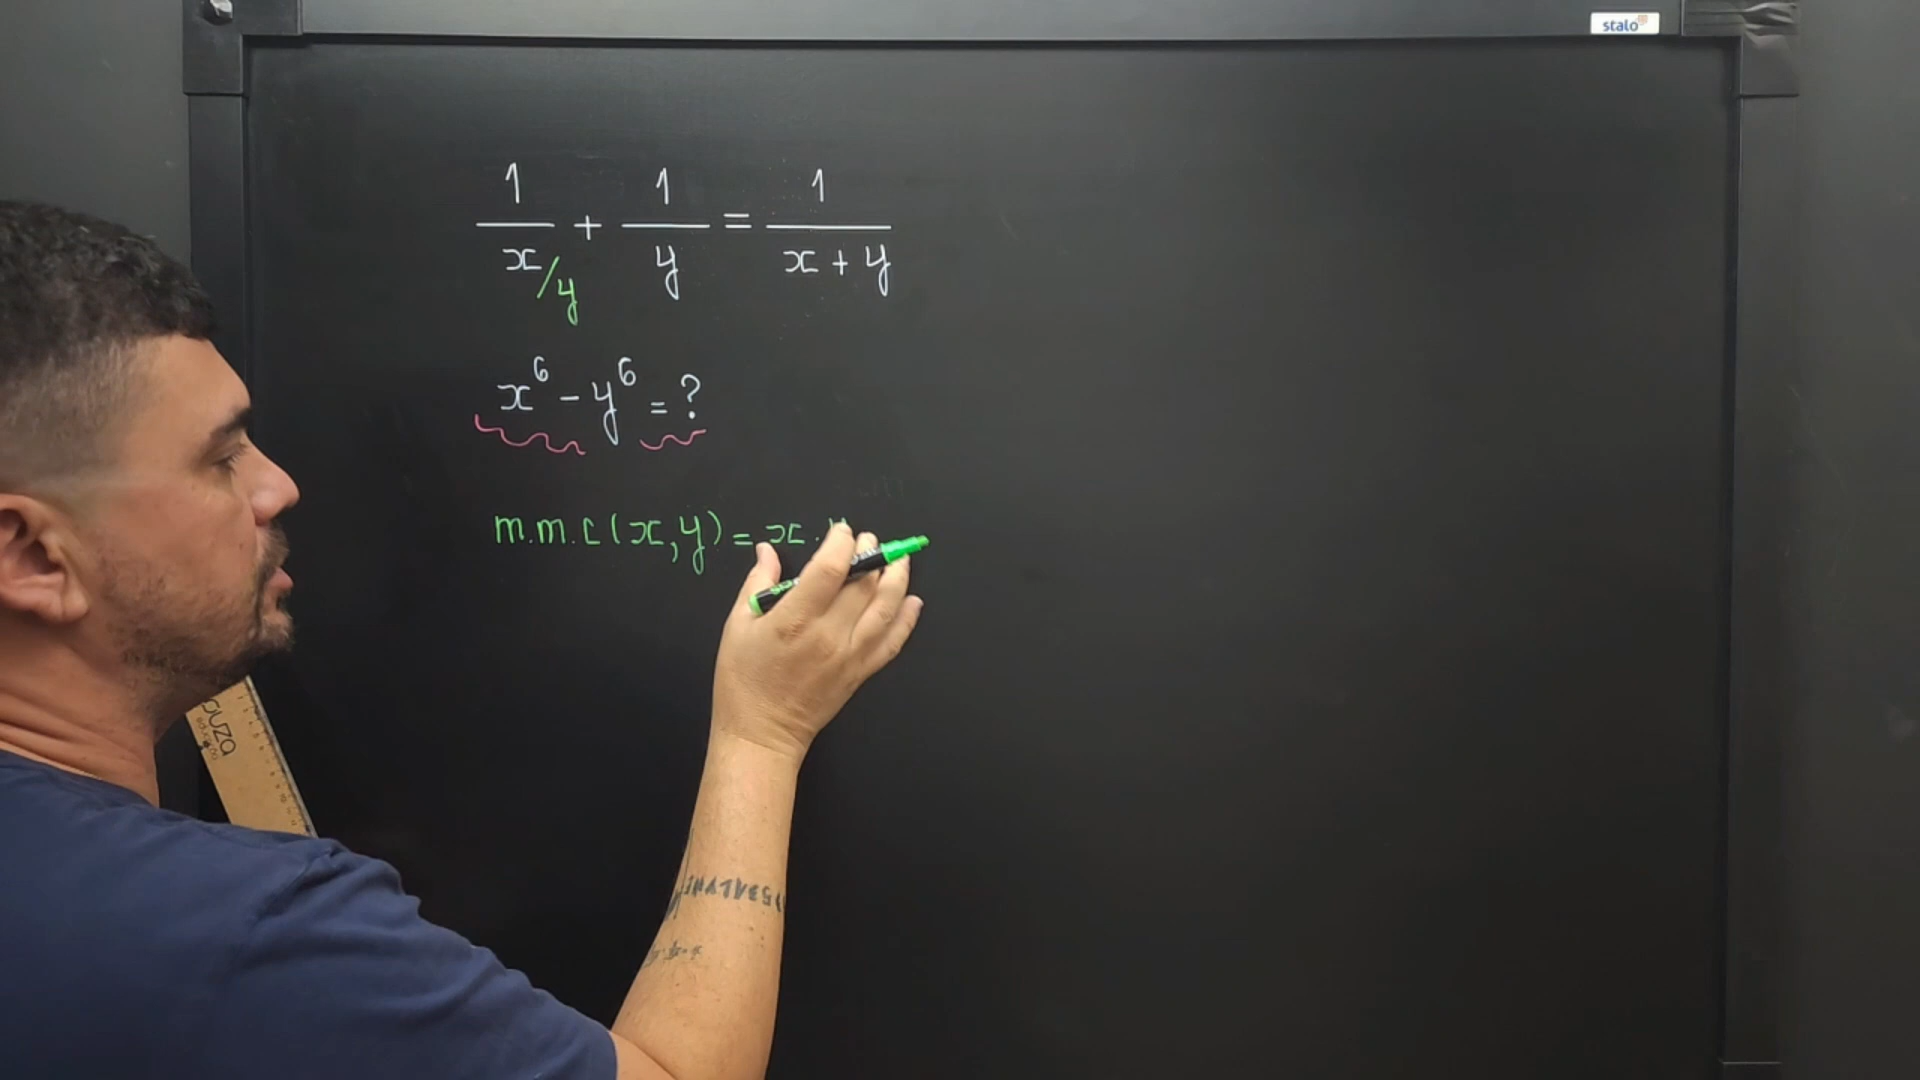 stalo
1/x + 1/y = 1/(x + y)
/y
x⁶ - y⁶ = ?
m.m.c(x,y) = x.y
ouza